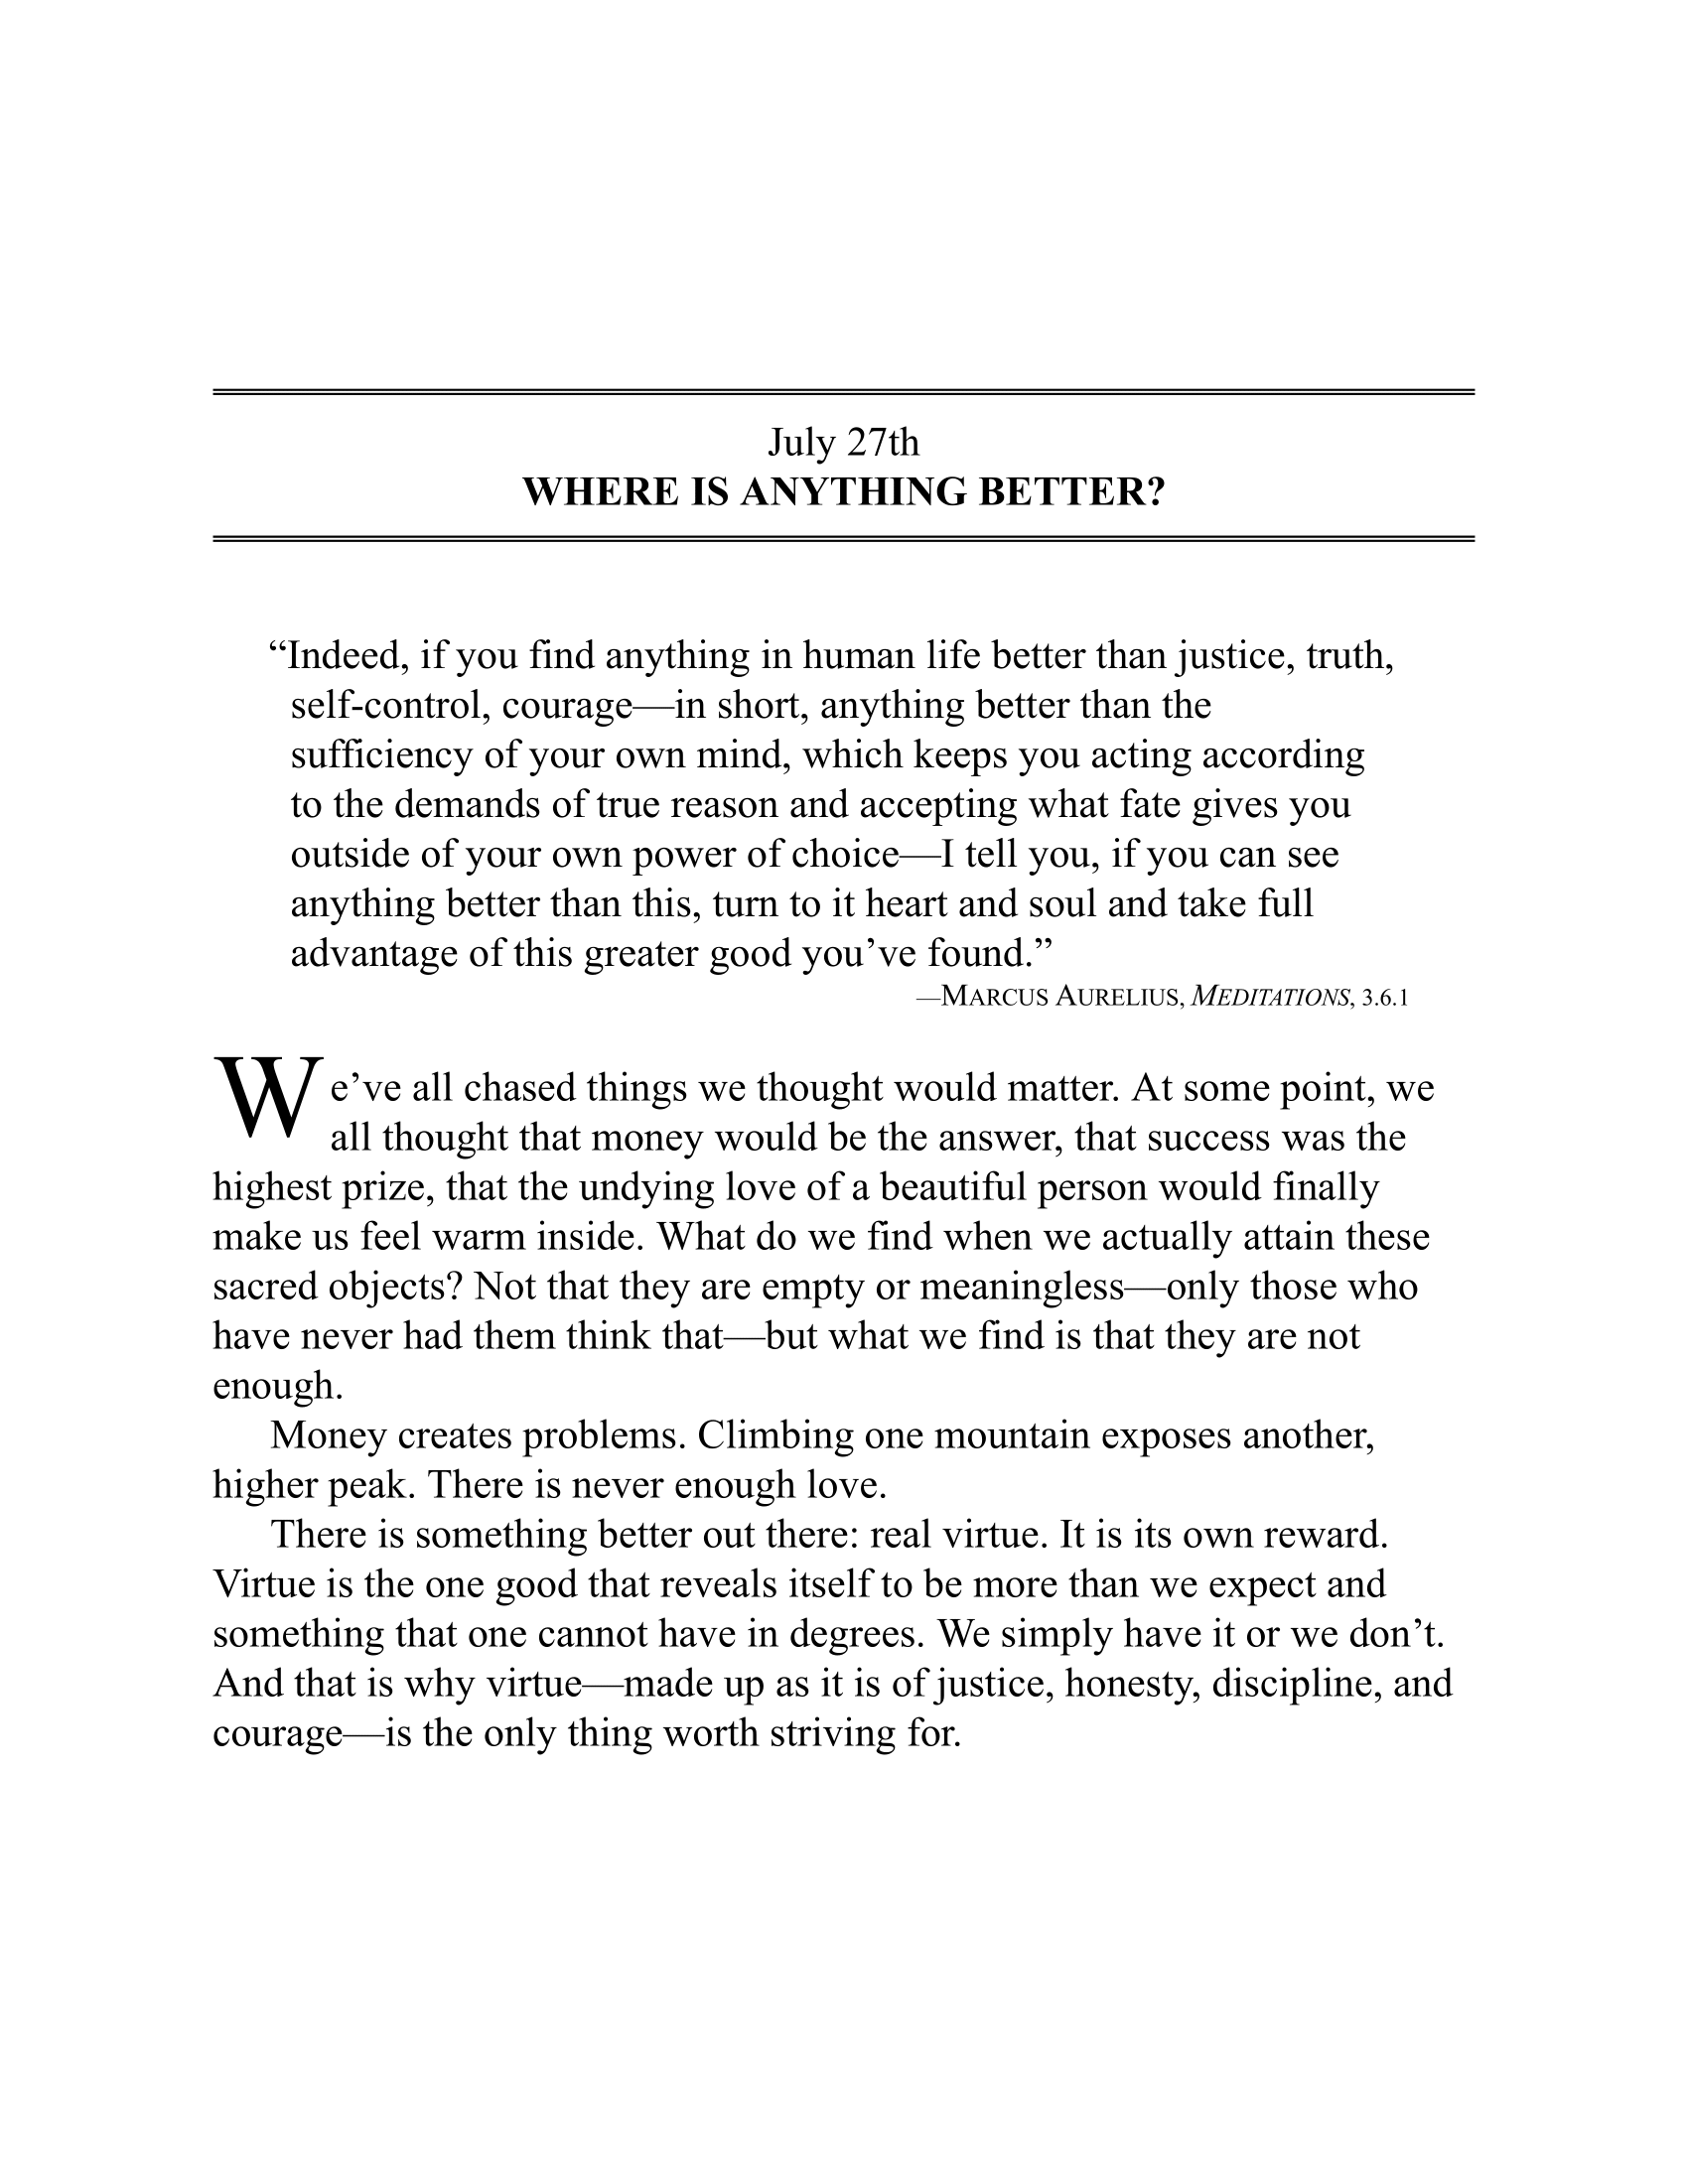 July 27th
WHERE IS ANYTHING BETTER?
“Indeed, if you find anything in human life better than justice, truth,
self-control, courage—in short, anything better than the
sufficiency of your own mind, which keeps you acting according
to the demands of true reason and accepting what fate gives you
outside of your own power of choice—I tell you, if you can see
anything better than this, turn to it heart and soul and take full
advantage of this greater good you’ve found.”
—MARCUS AURELIUS, MEDITATIONS, 3.6.1
We’ve all chased things we thought would matter. At some point, we
all thought that money would be the answer, that success was the
highest prize, that the undying love of a beautiful person would finally
make us feel warm inside. What do we find when we actually attain these
sacred objects? Not that they are empty or meaningless—only those who
have never had them think that—but what we find is that they are not
enough.
Money creates problems. Climbing one mountain exposes another,
higher peak. There is never enough love.
There is something better out there: real virtue. It is its own reward.
Virtue is the one good that reveals itself to be more than we expect and
something that one cannot have in degrees. We simply have it or we don’t.
And that is why virtue—made up as it is of justice, honesty, discipline, and
courage—is the only thing worth striving for.